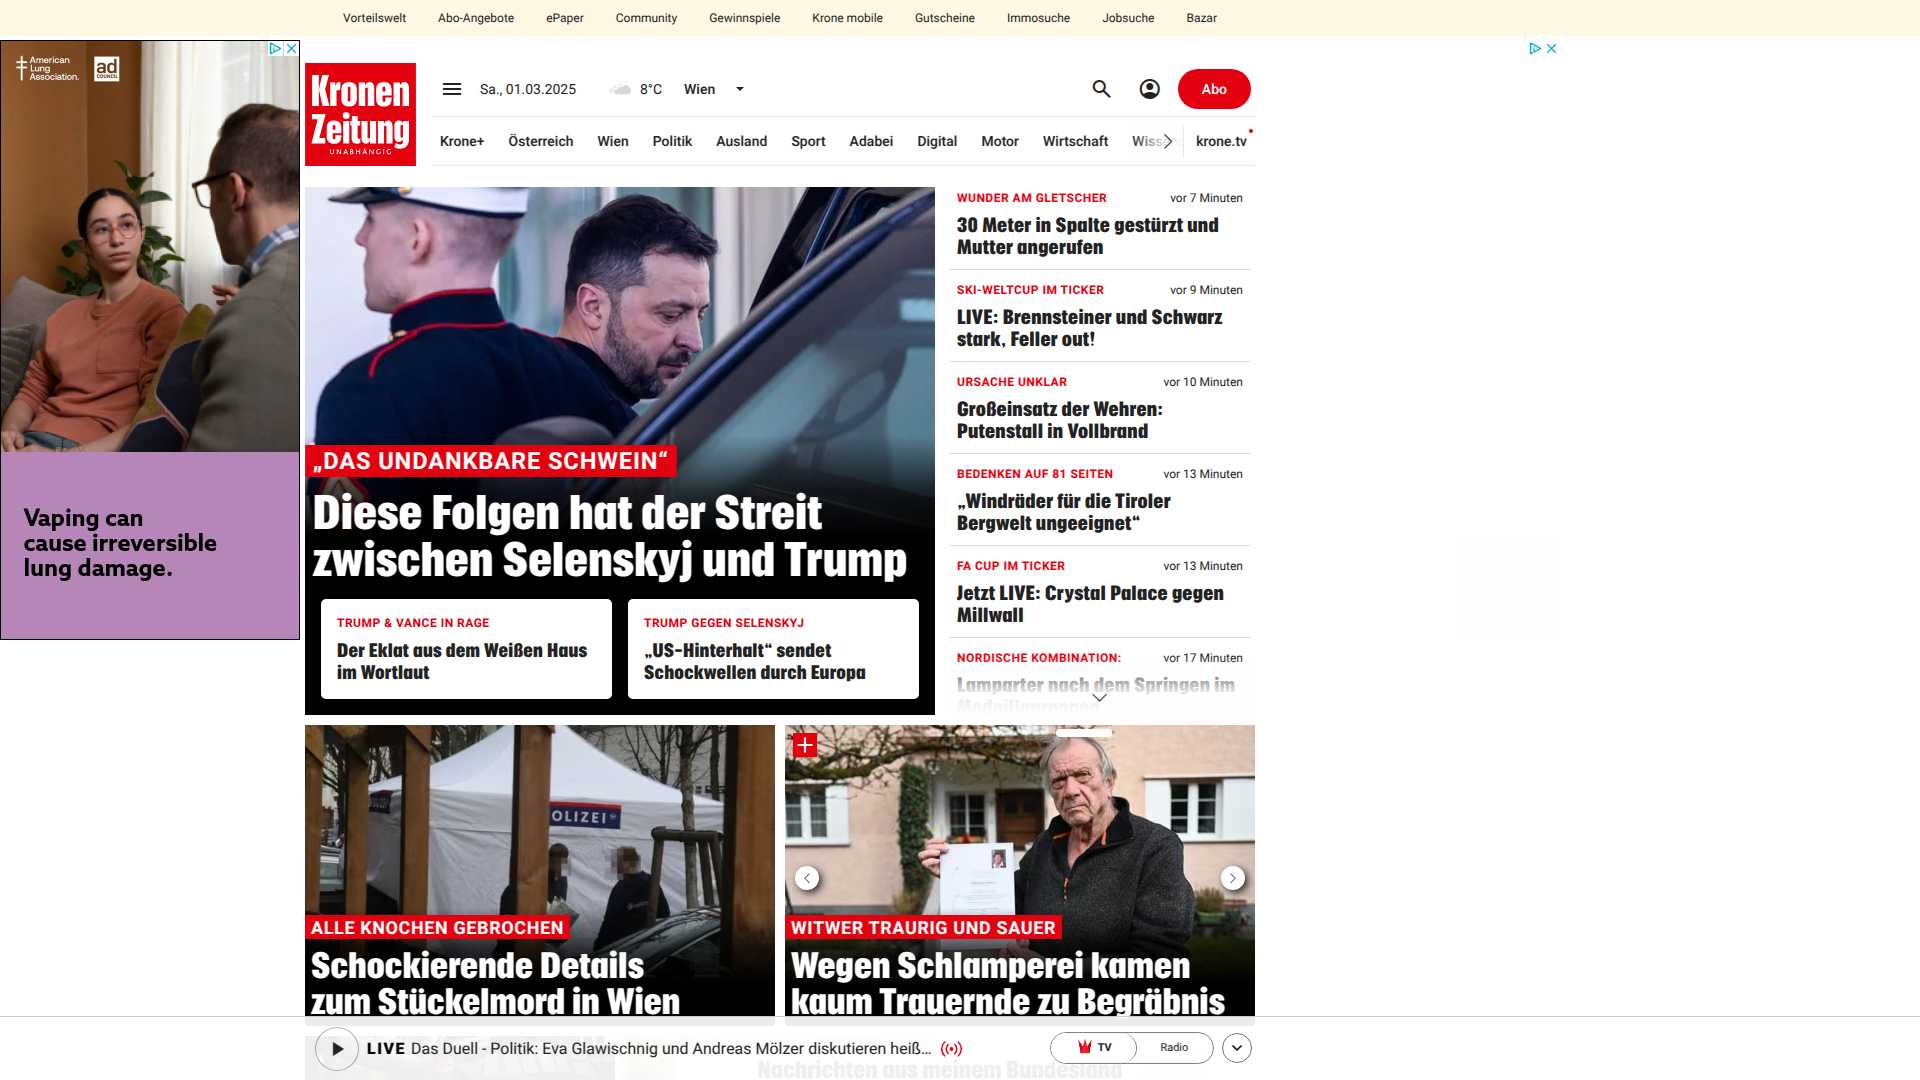 Vorteilswelt
Abo-Angebote
ePaper
Community
Gewinnspiele
Krone mobile
Gutscheine
Immosuche
Jobsuche
Bazar
American
Lung
Association.
ad
COUNCIL
Vaping can
cause irreversible
lung damage.
Kronen
Zeitung
UNABHÄNGIG
Sa., 01.03.2025
8°C
Wien
Abo
Krone+
Österreich
Wien
Politik
Ausland
Sport
Adabei
Digital
Motor
Wirtschaft
krone.tv
„DAS UNDANKBARE SCHWEIN“
Diese Folgen hat der Streit
zwischen Selenskyj und Trump
TRUMP & VANCE IN RAGE
Der Eklat aus dem Weißen Haus
im Wortlaut
TRUMP GEGEN SELENSKYJ
„US-Hinterhalt“ sendet
Schockwellen durch Europa
WUNDER AM GLETSCHER
vor 7 Minuten
30 Meter in Spalte gestürzt und
Mutter angerufen
SKI-WELTCUP IM TICKER
vor 9 Minuten
LIVE: Brennsteiner und Schwarz
stark, Feller out!
URSACHE UNKLAR
vor 10 Minuten
Großeinsatz der Wehren:
Putenstall in Vollbrand
BEDENKEN AUF 81 SEITEN
vor 13 Minuten
„Windräder für die Tiroler
Bergwelt ungeeignet“
FA CUP IM TICKER
vor 13 Minuten
Jetzt LIVE: Crystal Palace gegen
Millwall
NORDISCHE KOMBINATION:
vor 17 Minuten
Lamparter nach dem Springen im
OLIZEI
ALLE KNOCHEN GEBROCHEN
Schockierende Details
zum Stückelmord in Wien
WITWER TRAURIG UND SAUER
Wegen Schlamperei kamen
kaum Trauernde zu Begräbnis
LIVE Das Duell - Politik: Eva Glawischnig und Andreas Mölzer diskutieren heiß...
TV
Radio
Nachrichten aus meinem Bundesland